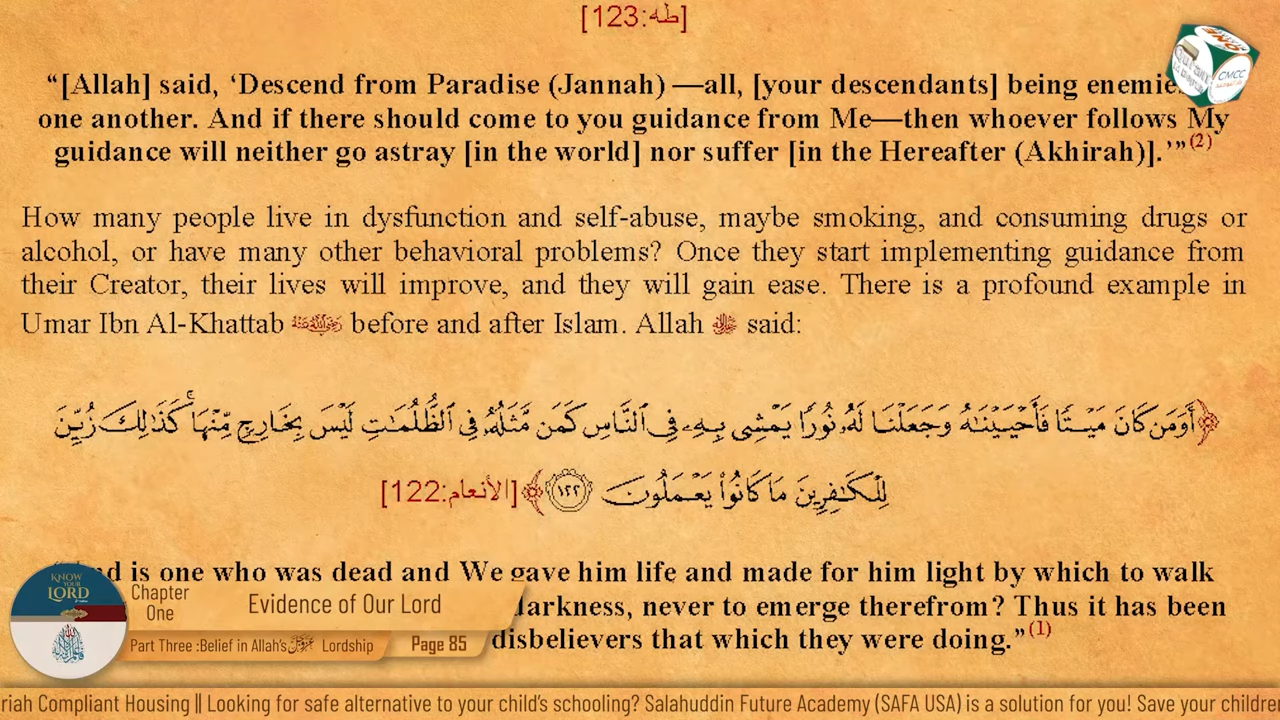 [طه:123]
“[Allah] said, ‘Descend from Paradise (Jannah) —all, [your descendants] being
one another. And if there should come to you guidance from Me—then whoever follows My
guidance will neither go astray [in the world] nor suffer [in the Hereafter (Akhirah)].’”(2)
How many people live in dysfunction and self-abuse, maybe smoking, and consuming drugs or
alcohol, or have many other behavioral problems? Once they start implementing guidance from
their Creator, their lives will improve, and they will gain ease. There is a profound example in
Umar Ibn Al-Khattab رضي الله عنه before and after Islam. Allah ﷻ said:
﴿أَوَمَن كَانَ مَيْتًا فَأَحْيَيْنَٰهُ وَجَعَلْنَا لَهُۥ نُورًا يَمْشِى بِهِۦ فِى ٱلنَّاسِ كَمَن مَّثَلُهُۥ فِى ٱلظُّلُمَٰتِ لَيْسَ بِخَارِجٍ مِّنْهَا ۚ كَذَٰلِكَ زُيِّنَ
لِلْكَٰفِرِينَ مَا كَانُوا۟ يَعْمَلُونَ ١٢٢﴾ [الأنعام:122]
is one who was dead and We gave him life and made for him light by which to walk
darkness, never to emerge therefrom? Thus it has been
disbelievers that which they were doing.”(1)
KNOW YOUR LORD
Chapter One
Evidence of Our Lord
Part Three :Belief in Allah's Lordship
Page 85
CMCC
riah Compliant Housing || Looking for safe alternative to your child's schooling? Salahuddin Future Academy (SAFA USA) is a solution for you! Save your childre